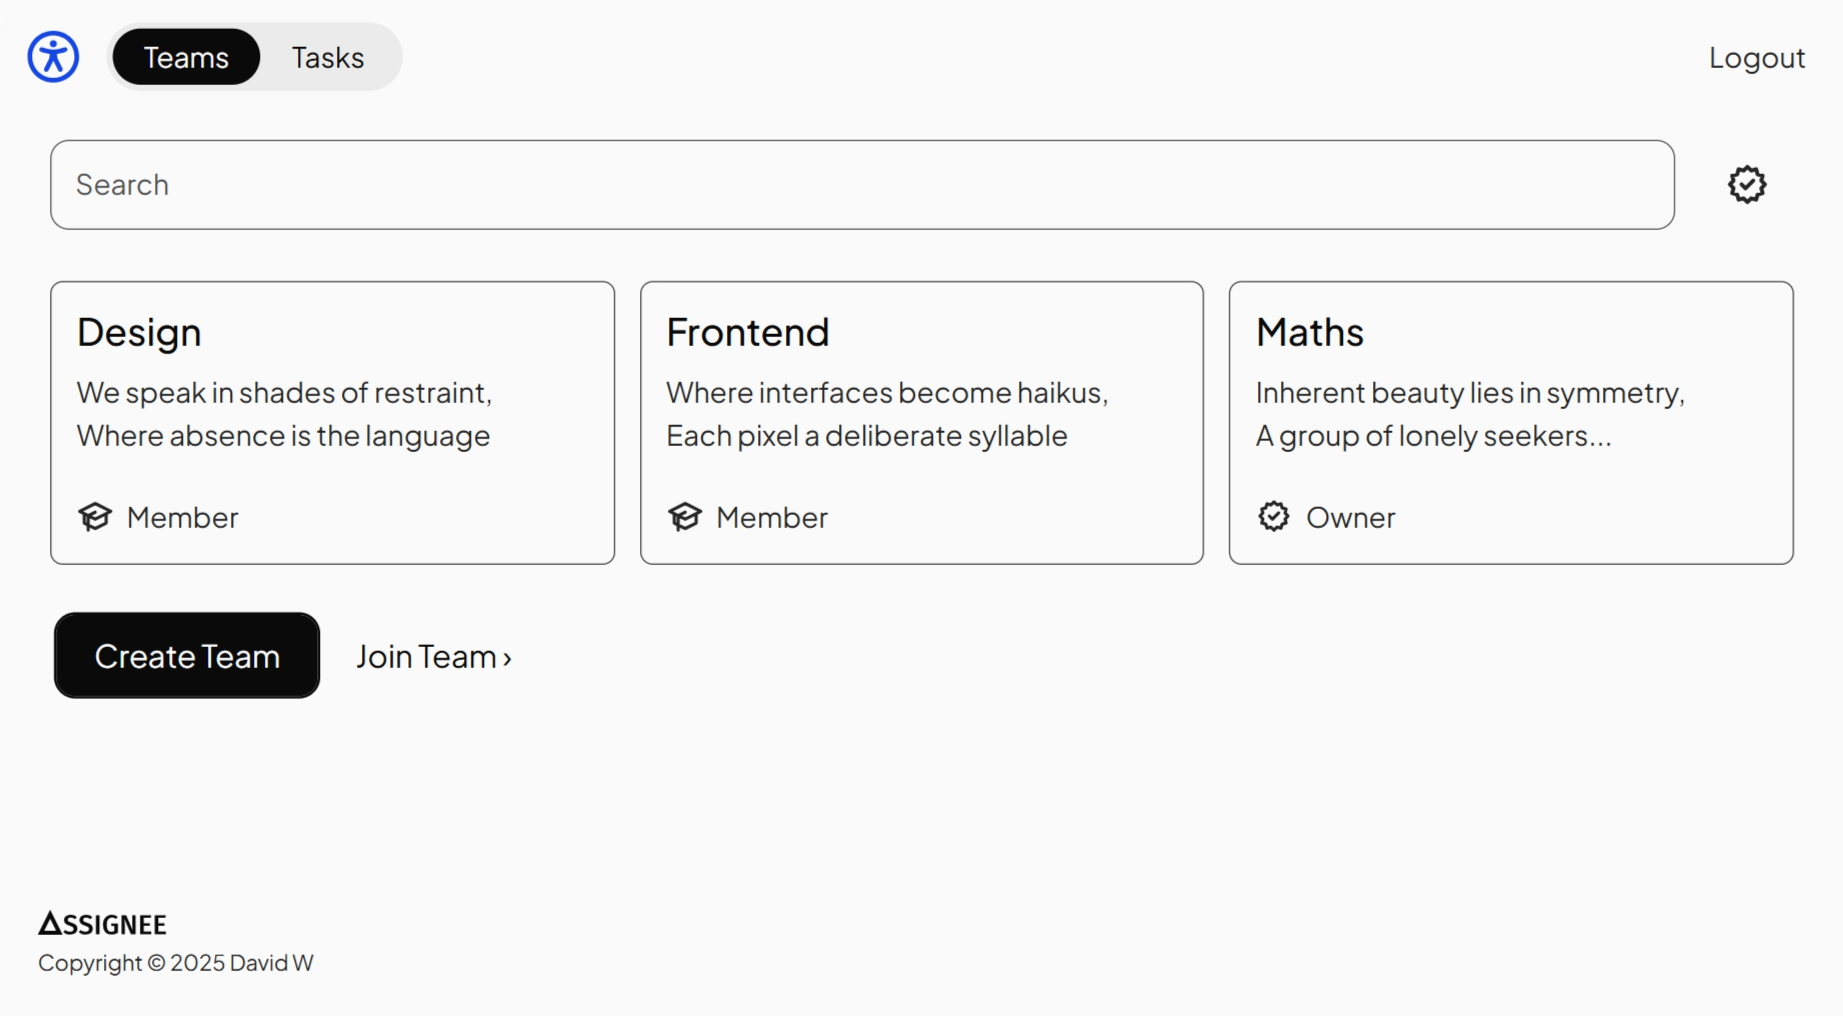 Teams Tasks Logout
Search
Design
We speak in shades of restraint,
Where absence is the language
Member
Frontend
Where interfaces become haikus,
Each pixel a deliberate syllable
Member
Maths
Inherent beauty lies in symmetry,
A group of lonely seekers...
Owner
Create Team Join Team ›
ASSIGNEE
Copyright © 2025 David W